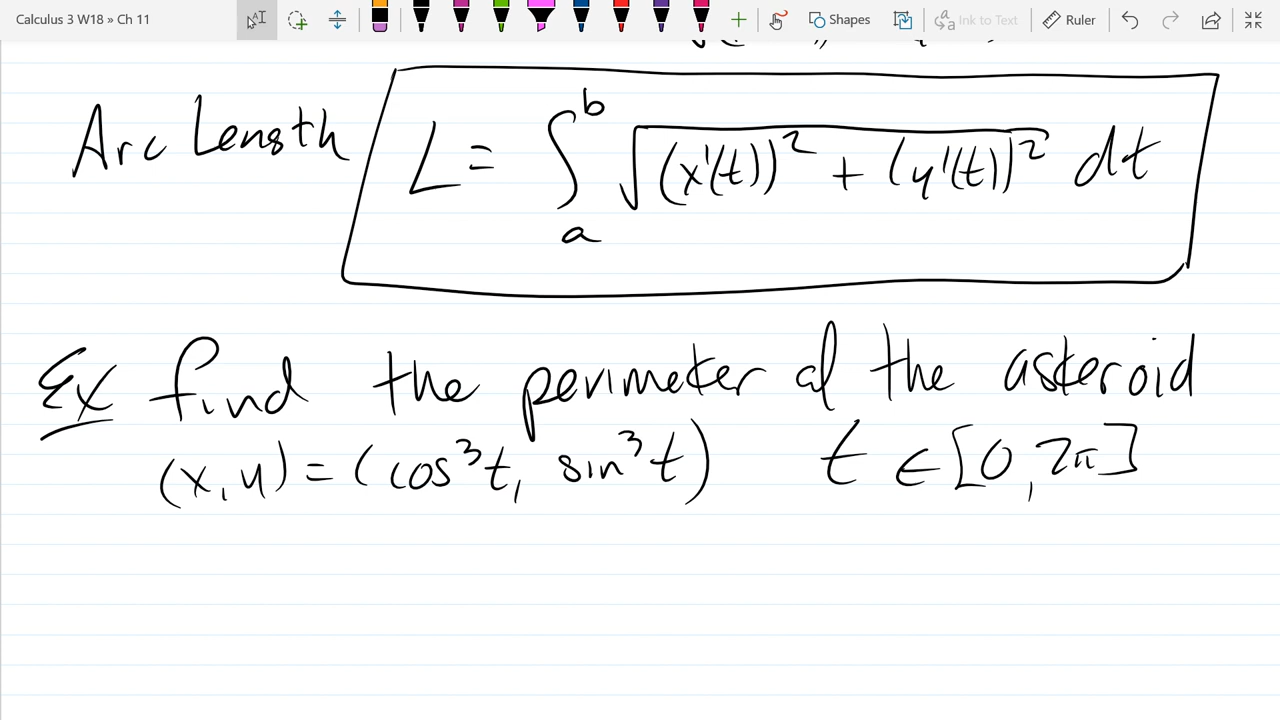 Calculus 3 W18 » Ch 11
Shapes
Ink to Text
Ruler
Arc Length
L = ∫_a^b √((x'(t))² + (y'(t))²) dt
Ex find the perimeter of the asteroid
(x, y) = (cos³t, sin³t) t ∈ [0, 2π]